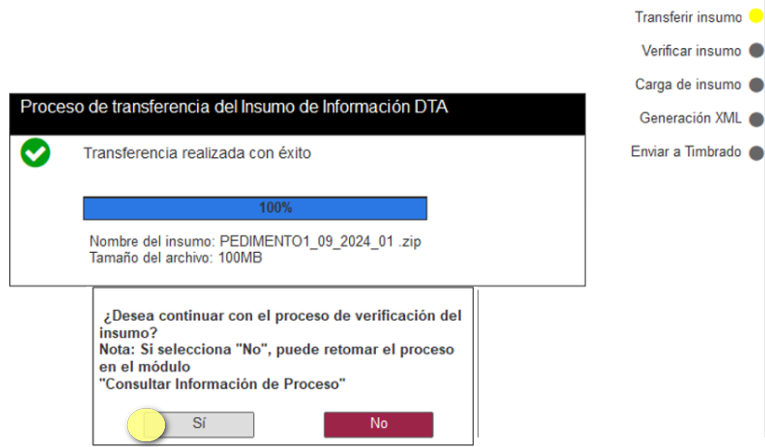 Transferir insumo
Verificar insumo
Carga de insumo
Generación XML
Enviar a Timbrado
Proceso de transferencia del Insumo de Información DTA
Transferencia realizada con éxito
100%
Nombre del insumo: PEDIMENTO1_09_2024_01 .zip
Tamaño del archivo: 100MB
¿Desea continuar con el proceso de verificación del
insumo?
Nota: Si selecciona "No", puede retomar el proceso
en el módulo
"Consultar Información de Proceso"
Sí
No